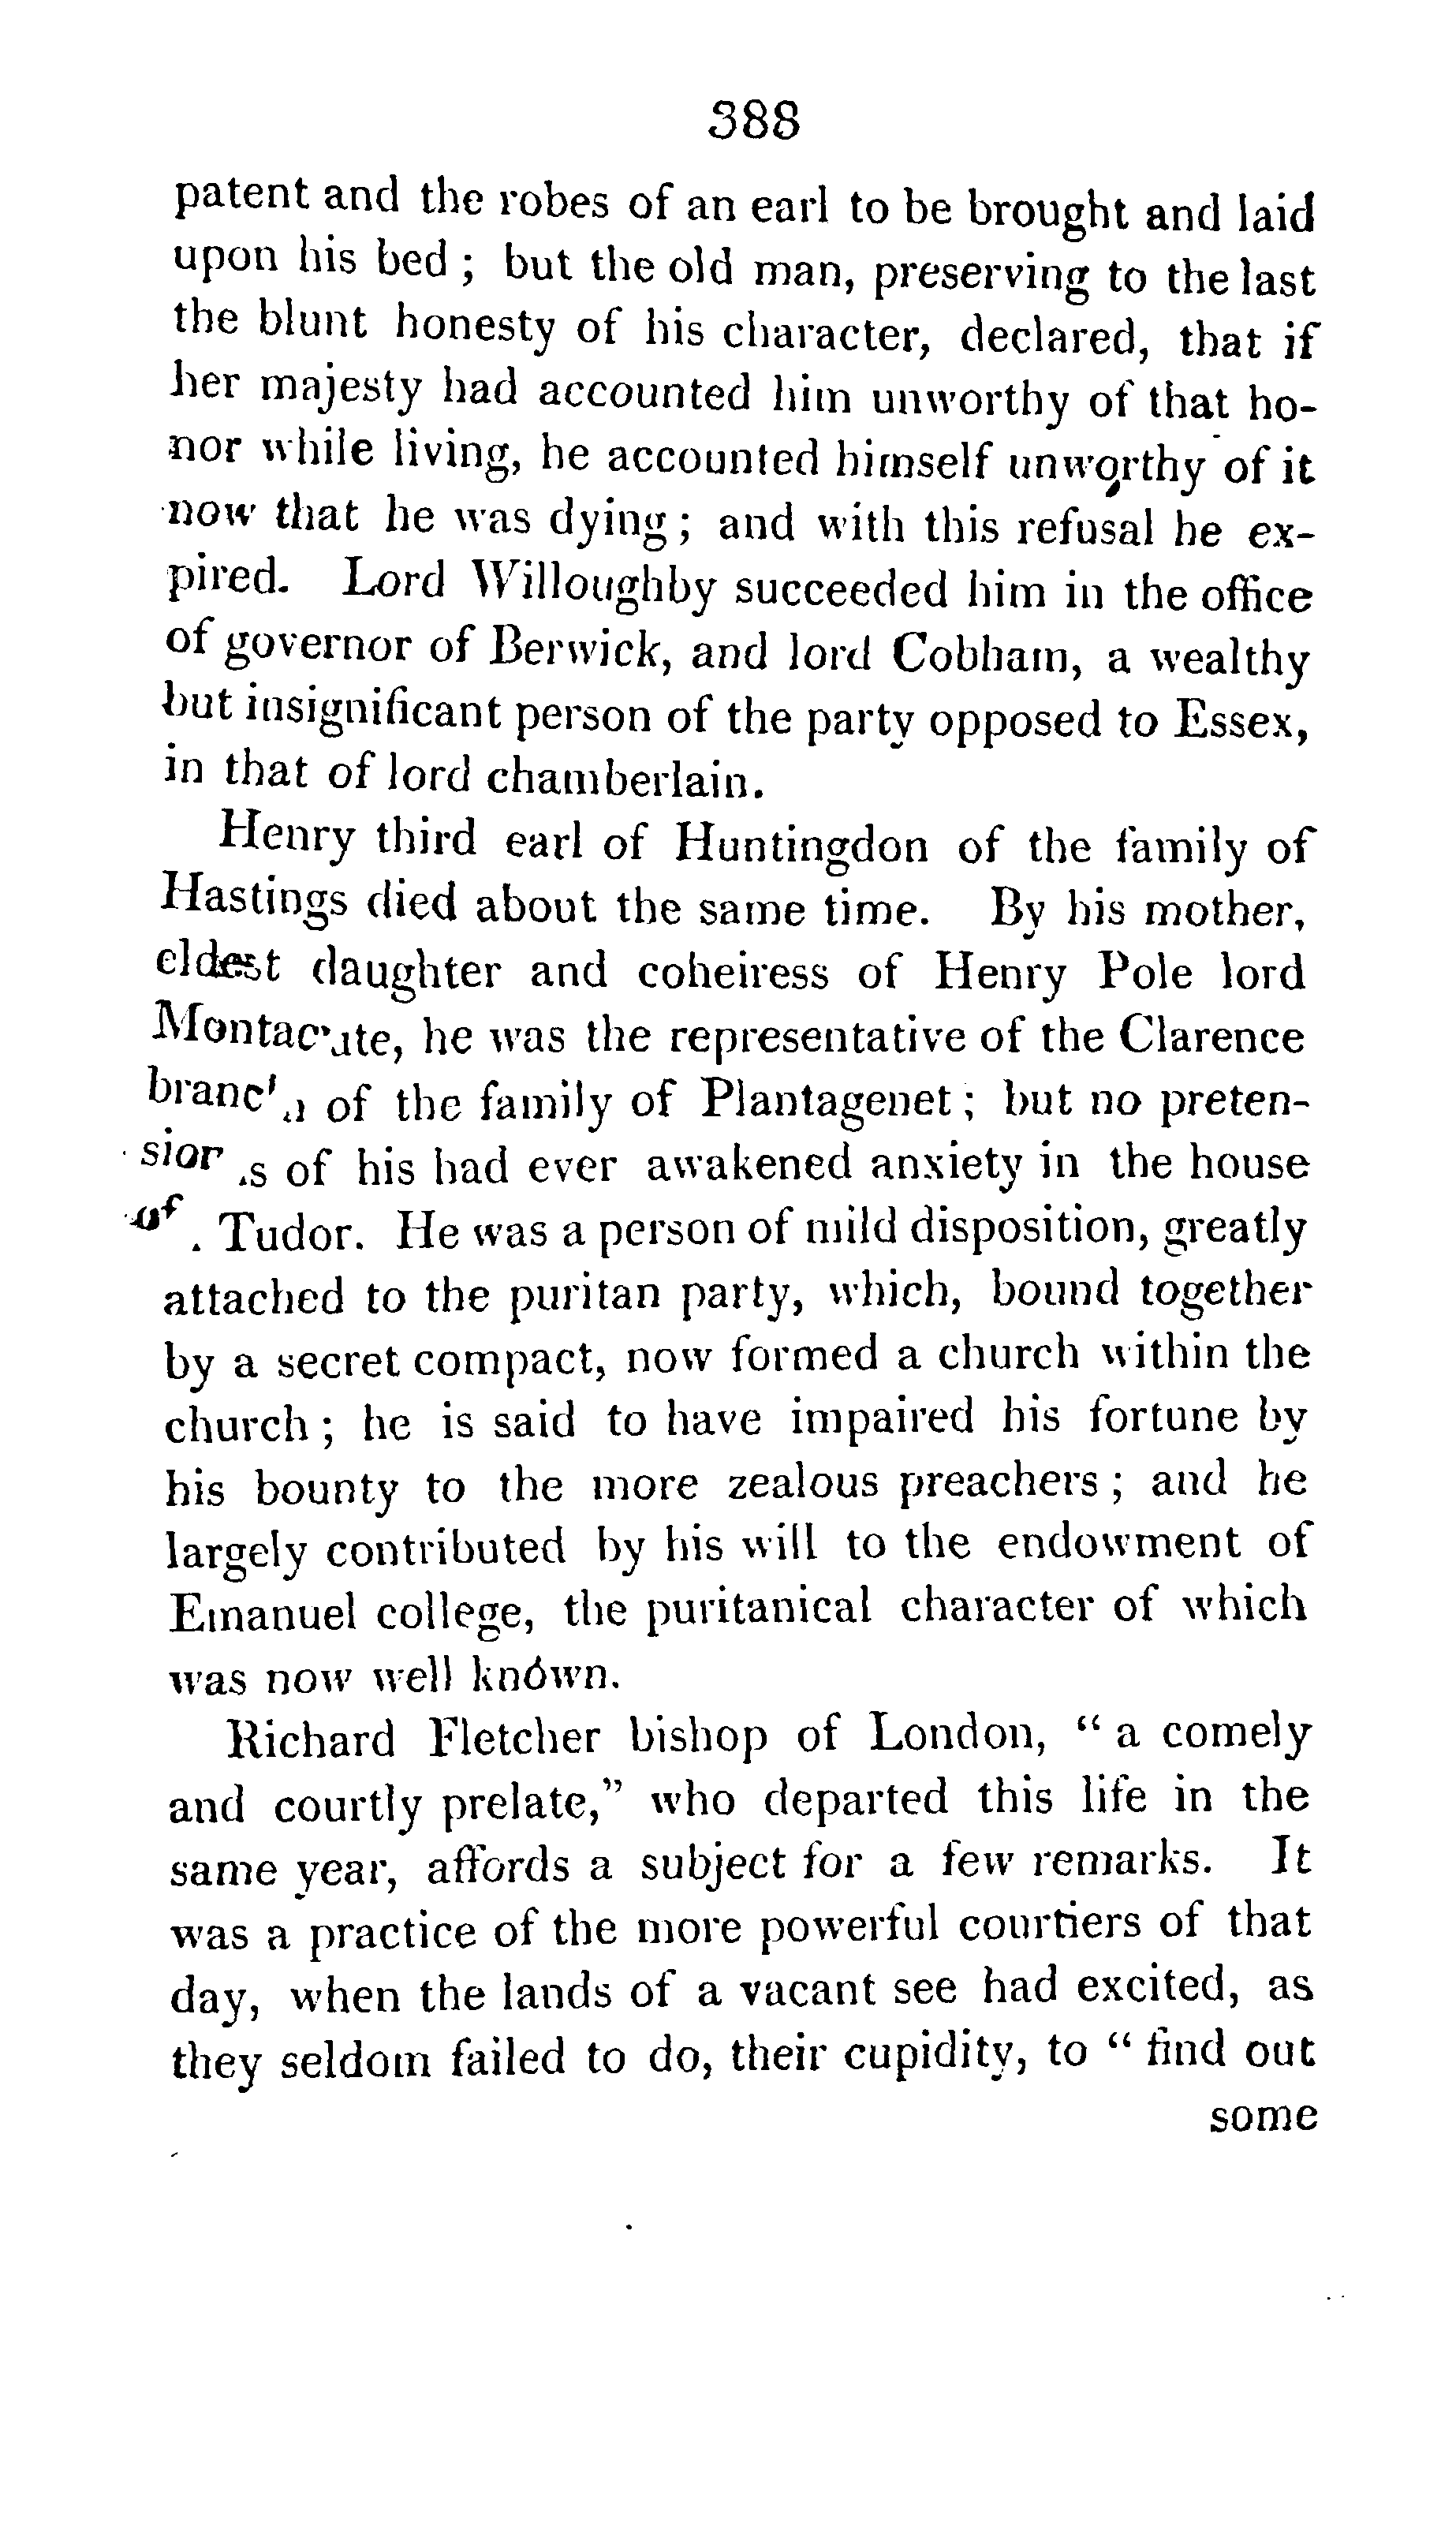 388
patent and the robes of an earl to be brought and laid
upon his bed ; but the old man, preserving to the last
the blunt honesty of his character, declared, that if
her majesty had accounted him unworthy of that ho-
nor while living, he accounted himself unworthy of it
now that he was dying ; and with this refusal he ex-
pired. Lord Willoughby succeeded him in the office
of governor of Berwick, and lord Cobham, a wealthy
but insignificant person of the party opposed to Essex,
in that of lord chamberlain.
Henry third earl of Huntingdon of the family of
Hastings died about the same time. By his mother,
eldest daughter and coheiress of Henry Pole lord
Montacute, he was the representative of the Clarence
branch of the family of Plantagenet ; but no preten-
sions of his had ever awakened anxiety in the house
of Tudor. He was a person of mild disposition, greatly
attached to the puritan party, which, bound together
by a secret compact, now formed a church within the
church ; he is said to have impaired his fortune by
his bounty to the more zealous preachers ; and he
largely contributed by his will to the endowment of
Emanuel college, the puritanical character of which
was now well known.
Richard Fletcher bishop of London, “ a comely
and courtly prelate,” who departed this life in the
same year, affords a subject for a few remarks. It
was a practice of the more powerful courtiers of that
day, when the lands of a vacant see had excited, as
they seldom failed to do, their cupidity, to “ find out
some